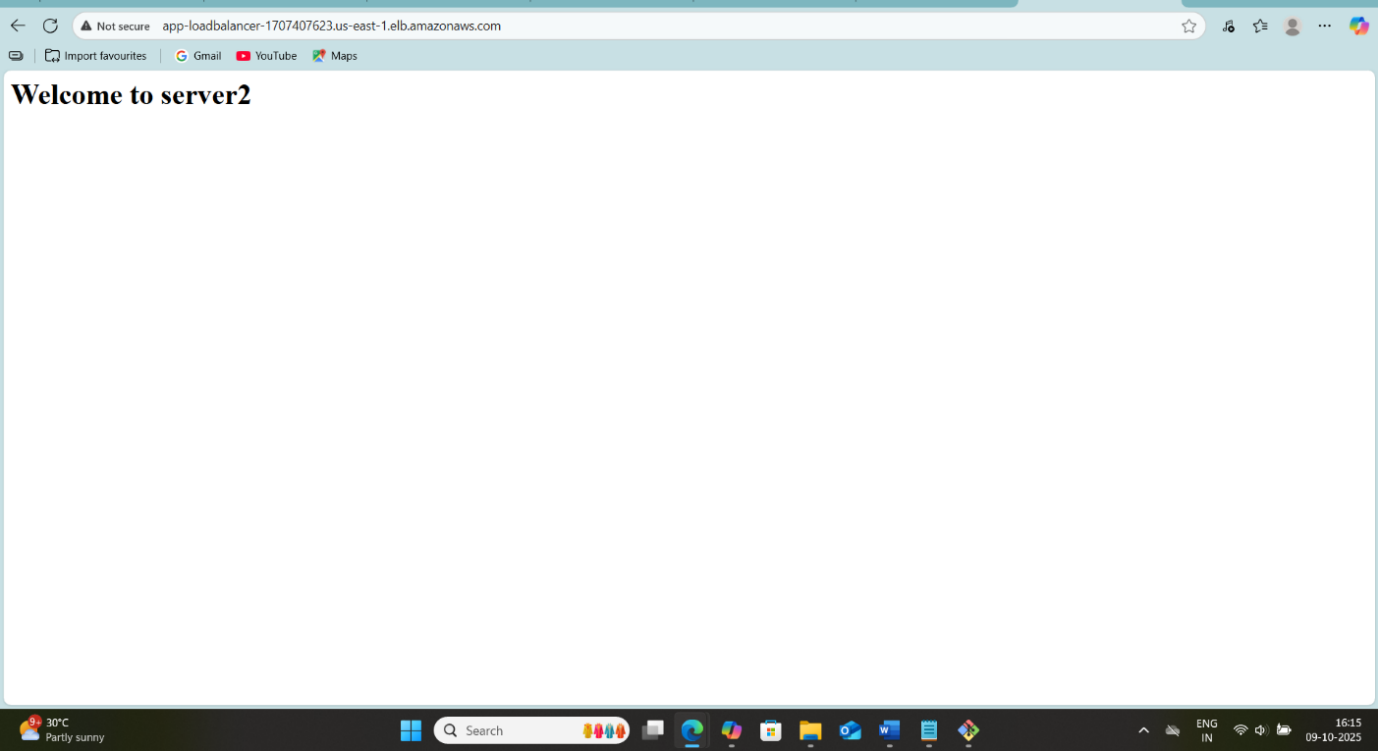 Not secure app-loadbalancer-1707407623.us-east-1.elb.amazonaws.com
Import favourites Gmail YouTube Maps
Welcome to server2
9+ 30°C
Partly sunny
Search
ENG
IN
16:15
09-10-2025